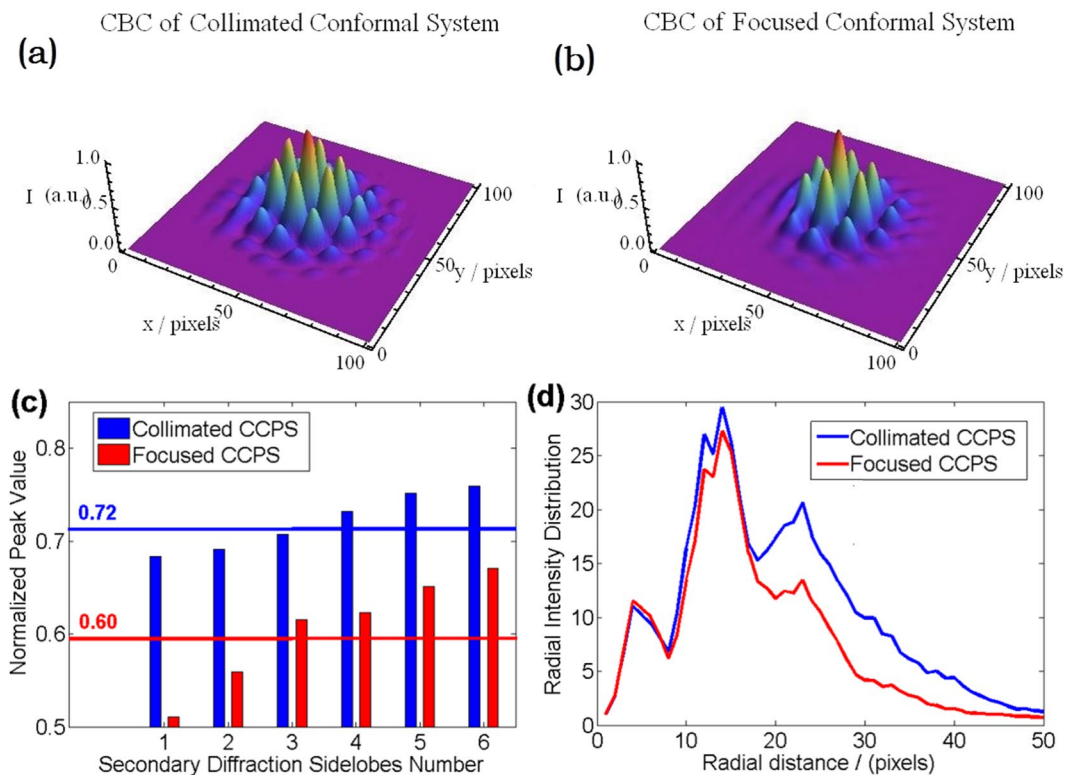 CBC of Collimated Conformal System
(a)
1.0
I (a.u.)
0.5
0.0
0
50
x / pixels
100
0
50
y / pixels
100
CBC of Focused Conformal System
(b)
1.0
I (a.u.)
0.5
0.0
0
50
x / pixels
100
0
50
y / pixels
100
(c)
Collimated CCPS
Focused CCPS
0.8
0.7
0.6
0.5
0.72
0.60
Normalized Peak Value
1 2 3 4 5 6
Secondary Diffraction Sidelobes Number
(d)
Collimated CCPS
Focused CCPS
30
25
20
15
10
5
0
Radial Intensity Distribution
0 10 20 30 40 50
Radial distance / (pixels)